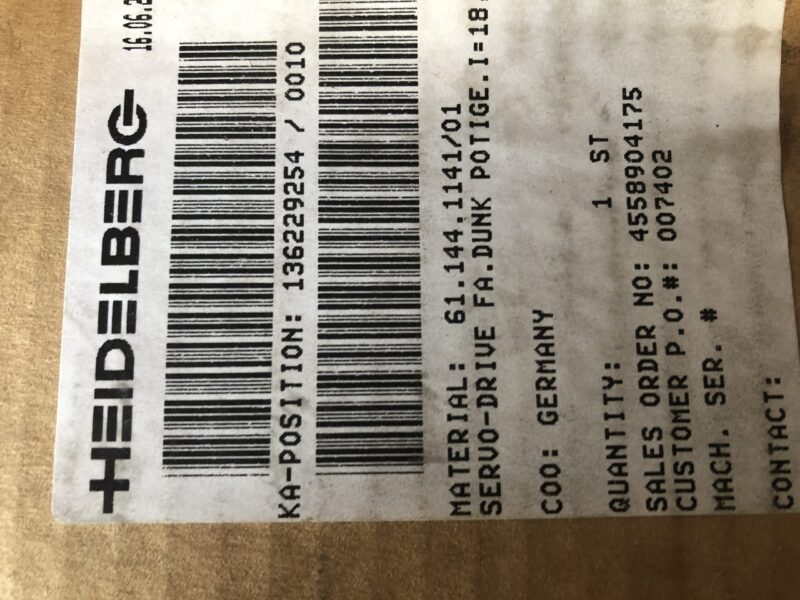 HEIDELBERG
16.06.2
KA-POSITION: 136229254 / 0010
MATERIAL: 61.144.1141/01
SERVO-DRIVE FA.DUNK POTIGE.I=18
COO: GERMANY
QUANTITY: 1 ST
SALES ORDER NO: 4558904175
CUSTOMER P.O.#: 007402
MACH. SER. #
CONTACT: